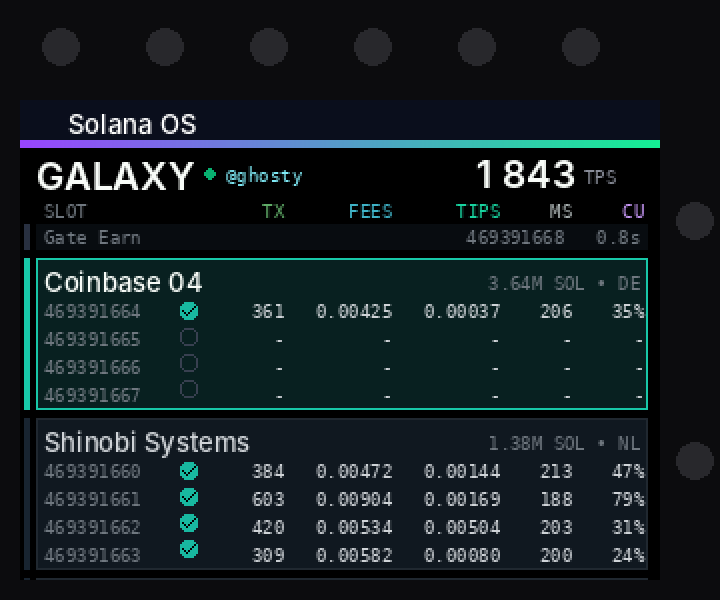 Solana OS
GALAXY @ghosty 1 843 TPS
SLOT TX FEES TIPS MS CU
Gate Earn 469391668 0.8s
Coinbase 04 3.64M SOL • DE
469391664 361 0.00425 0.00037 206 35%
469391665 - - - - -
469391666 - - - - -
469391667 - - - - -
Shinobi Systems 1.38M SOL • NL
469391660 384 0.00472 0.00144 213 47%
469391661 603 0.00904 0.00169 188 79%
469391662 420 0.00534 0.00504 203 31%
469391663 309 0.00582 0.00080 200 24%